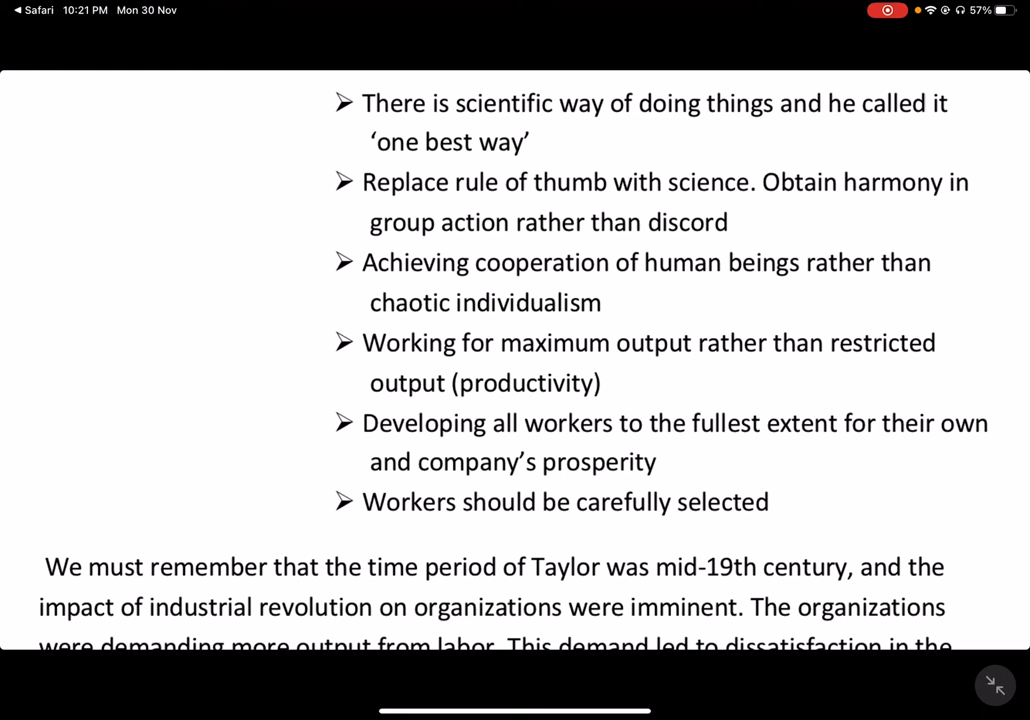 Safari 10:21 PM Mon 30 Nov 57%
➢ There is scientific way of doing things and he called it
‘one best way’
➢ Replace rule of thumb with science. Obtain harmony in
group action rather than discord
➢ Achieving cooperation of human beings rather than
chaotic individualism
➢ Working for maximum output rather than restricted
output (productivity)
➢ Developing all workers to the fullest extent for their own
and company’s prosperity
➢ Workers should be carefully selected
We must remember that the time period of Taylor was mid-19th century, and the
impact of industrial revolution on organizations were imminent. The organizations
were demanding more output from labor. This demand led to dissatisfaction in the